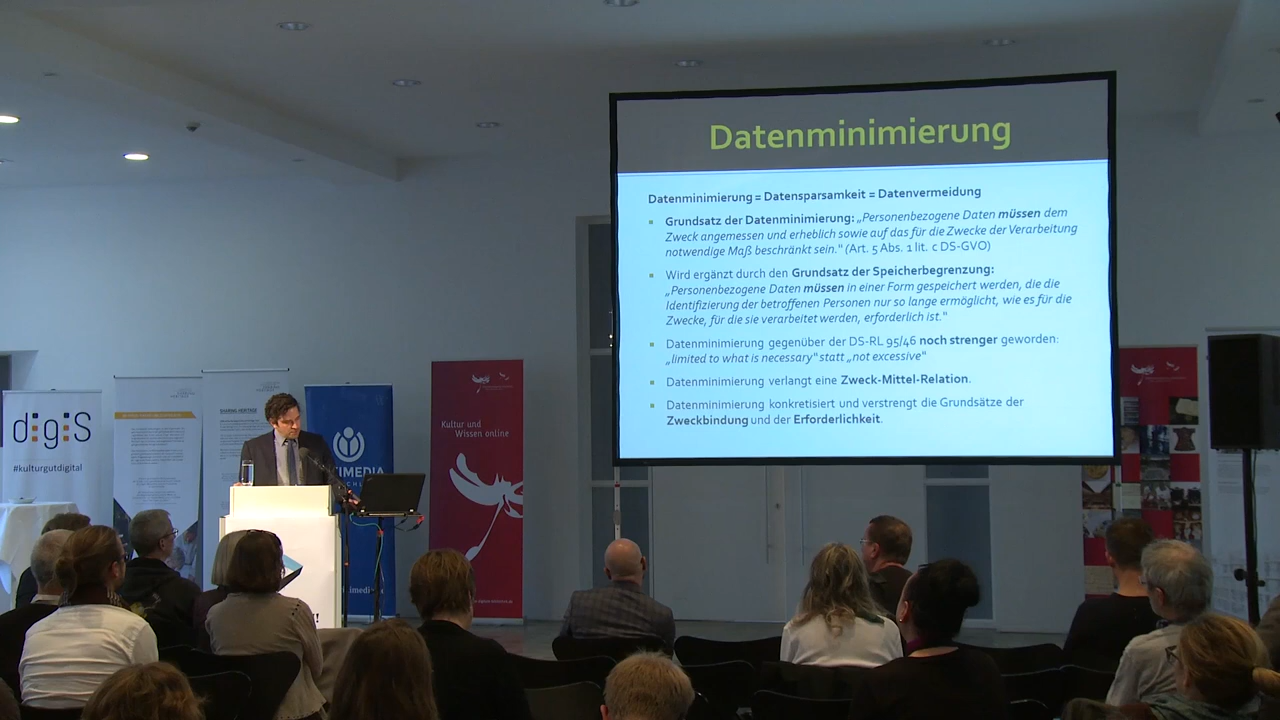 Datenminimierung
Datenminimierung = Datensparsamkeit = Datenvermeidung
Grundsatz der Datenminimierung: „Personenbezogene Daten müssen dem
Zweck angemessen und erheblich sowie auf das für die Zwecke der Verarbeitung
notwendige Maß beschränkt sein." (Art. 5 Abs. 1 lit. c DS-GVO)
Wird ergänzt durch den Grundsatz der Speicherbegrenzung:
„Personenbezogene Daten müssen in einer Form gespeichert werden, die die
Identifizierung der betroffenen Personen nur so lange ermöglicht, wie es für die
Zwecke, für die sie verarbeitet werden, erforderlich ist."
Datenminimierung gegenüber der DS-RL 95/46 noch strenger geworden:
„limited to what is necessary" statt „not excessive"
Datenminimierung verlangt eine Zweck-Mittel-Relation.
Datenminimierung konkretisiert und verstrengt die Grundsätze der
Zweckbindung und der Erforderlichkeit.
digiS
#kulturgutdigital
SHARING HERITAGE
KIMEDIA
Kultur und
Wissen online